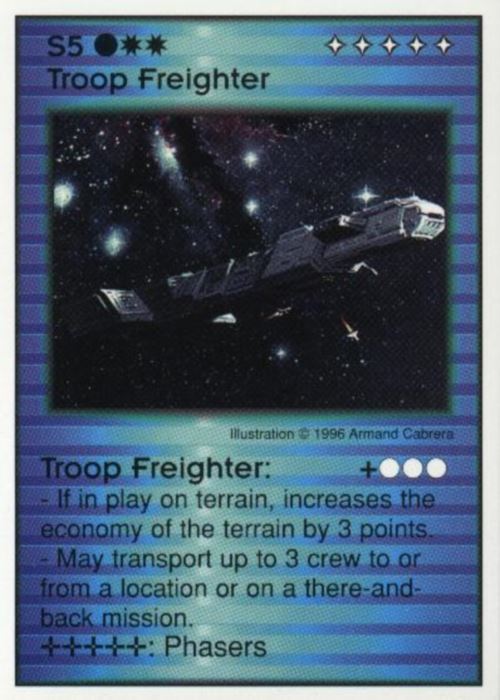 S5 ●✷✷ ✧✧✧✧✧
Troop Freighter
Illustration © 1996 Armand Cabrera
Troop Freighter: +○○○
- If in play on terrain, increases the
economy of the terrain by 3 points.
- May transport up to 3 crew to or
from a location or on a there-and-
back mission.
✢✢✢✢✢: Phasers